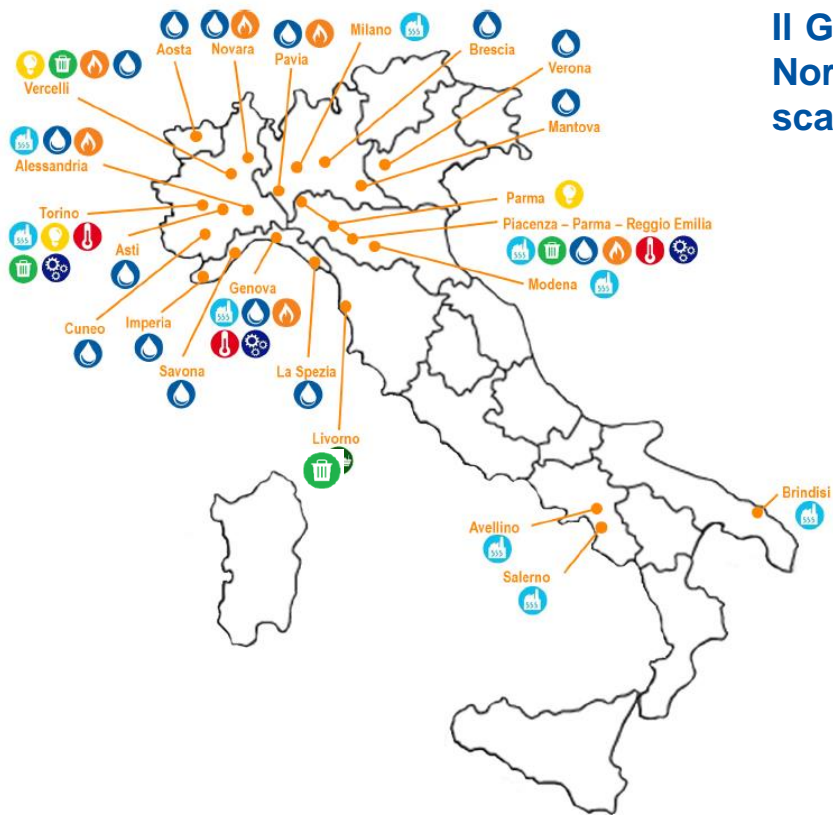 Il G
Nor
sca
Aosta
Novara
Pavia
Milano
Brescia
Verona
Vercelli
Mantova
Alessandria
Parma
Torino
Piacenza – Parma – Reggio Emilia
Asti
Modena
Genova
Cuneo
Imperia
Savona
La Spezia
Livorno
Brindisi
Avellino
Salerno